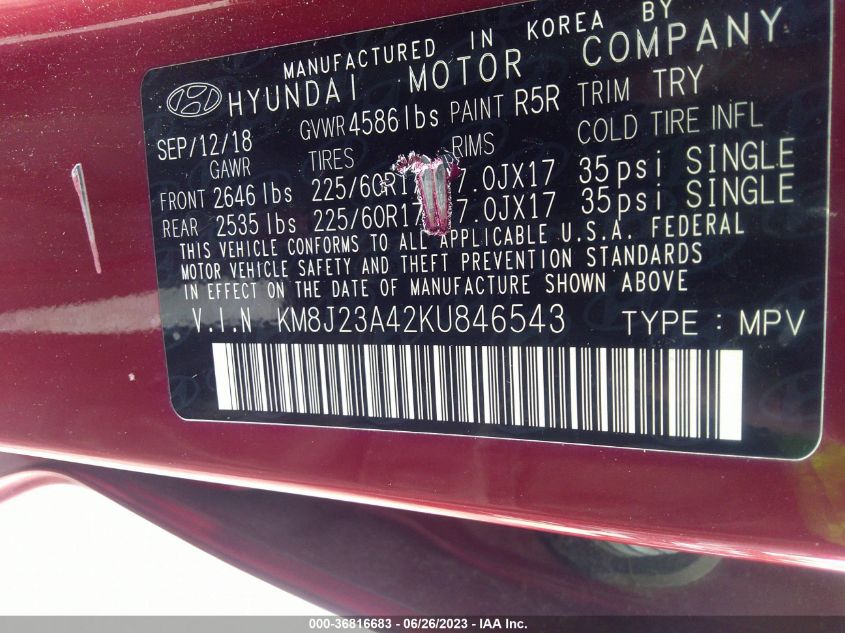 MANUFACTURED IN KOREA BY
HYUNDAI MOTOR COMPANY
SEP/12/18 GVWR 4586 lbs PAINT R5R TRIM TRY
GAWR TIRES RIMS COLD TIRE INFL
FRONT 2646 lbs 225/60R17 7.0JX17 35psi SINGLE
REAR 2535 lbs 225/60R17 7.0JX17 35psi SINGLE
THIS VEHICLE CONFORMS TO ALL APPLICABLE U.S.A. FEDERAL
MOTOR VEHICLE SAFETY AND THEFT PREVENTION STANDARDS
IN EFFECT ON THE DATE OF MANUFACTURE SHOWN ABOVE
V.I.N KM8J23A42KU846543 TYPE : MPV
000-36816683 - 06/26/2023 - IAA Inc.